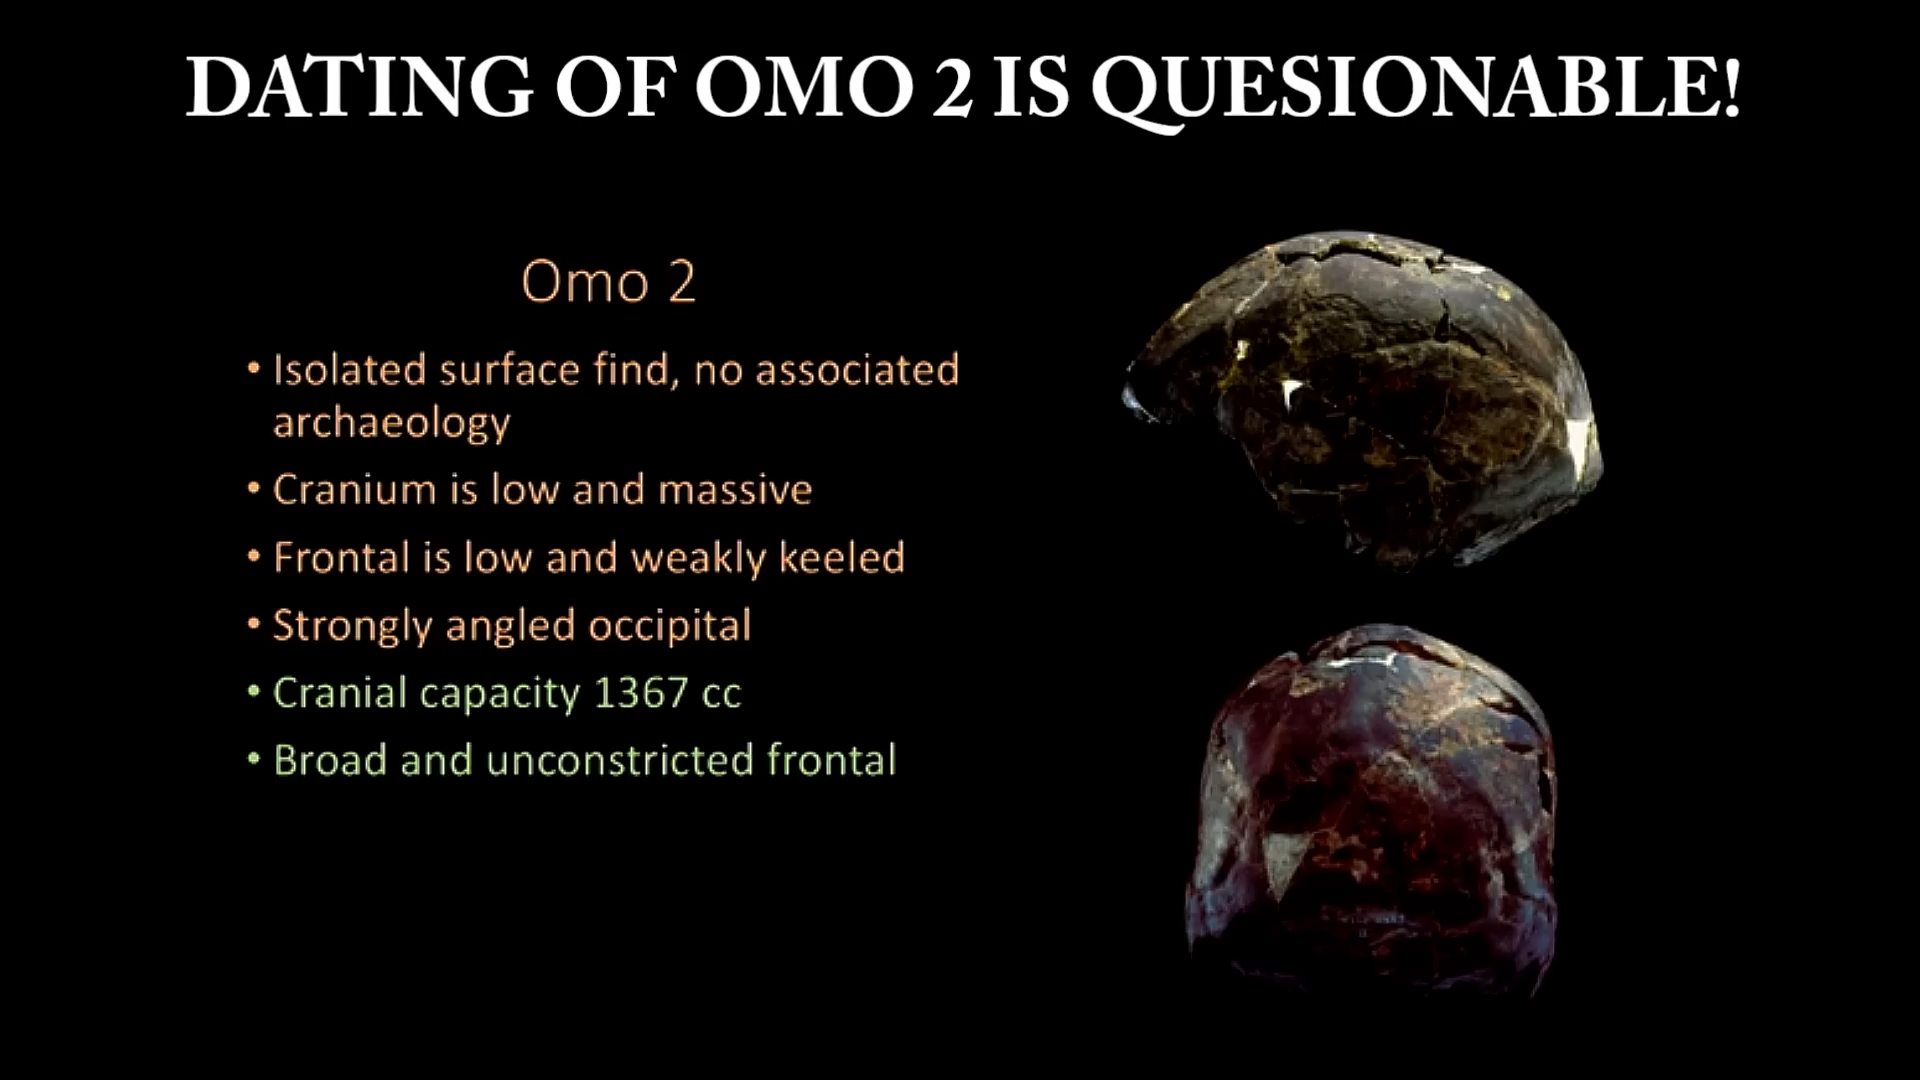 DATING OF OMO 2 IS QUESIONABLE!
Omo 2
• Isolated surface find, no associated
archaeology
• Cranium is low and massive
• Frontal is low and weakly keeled
• Strongly angled occipital
• Cranial capacity 1367 cc
• Broad and unconstricted frontal